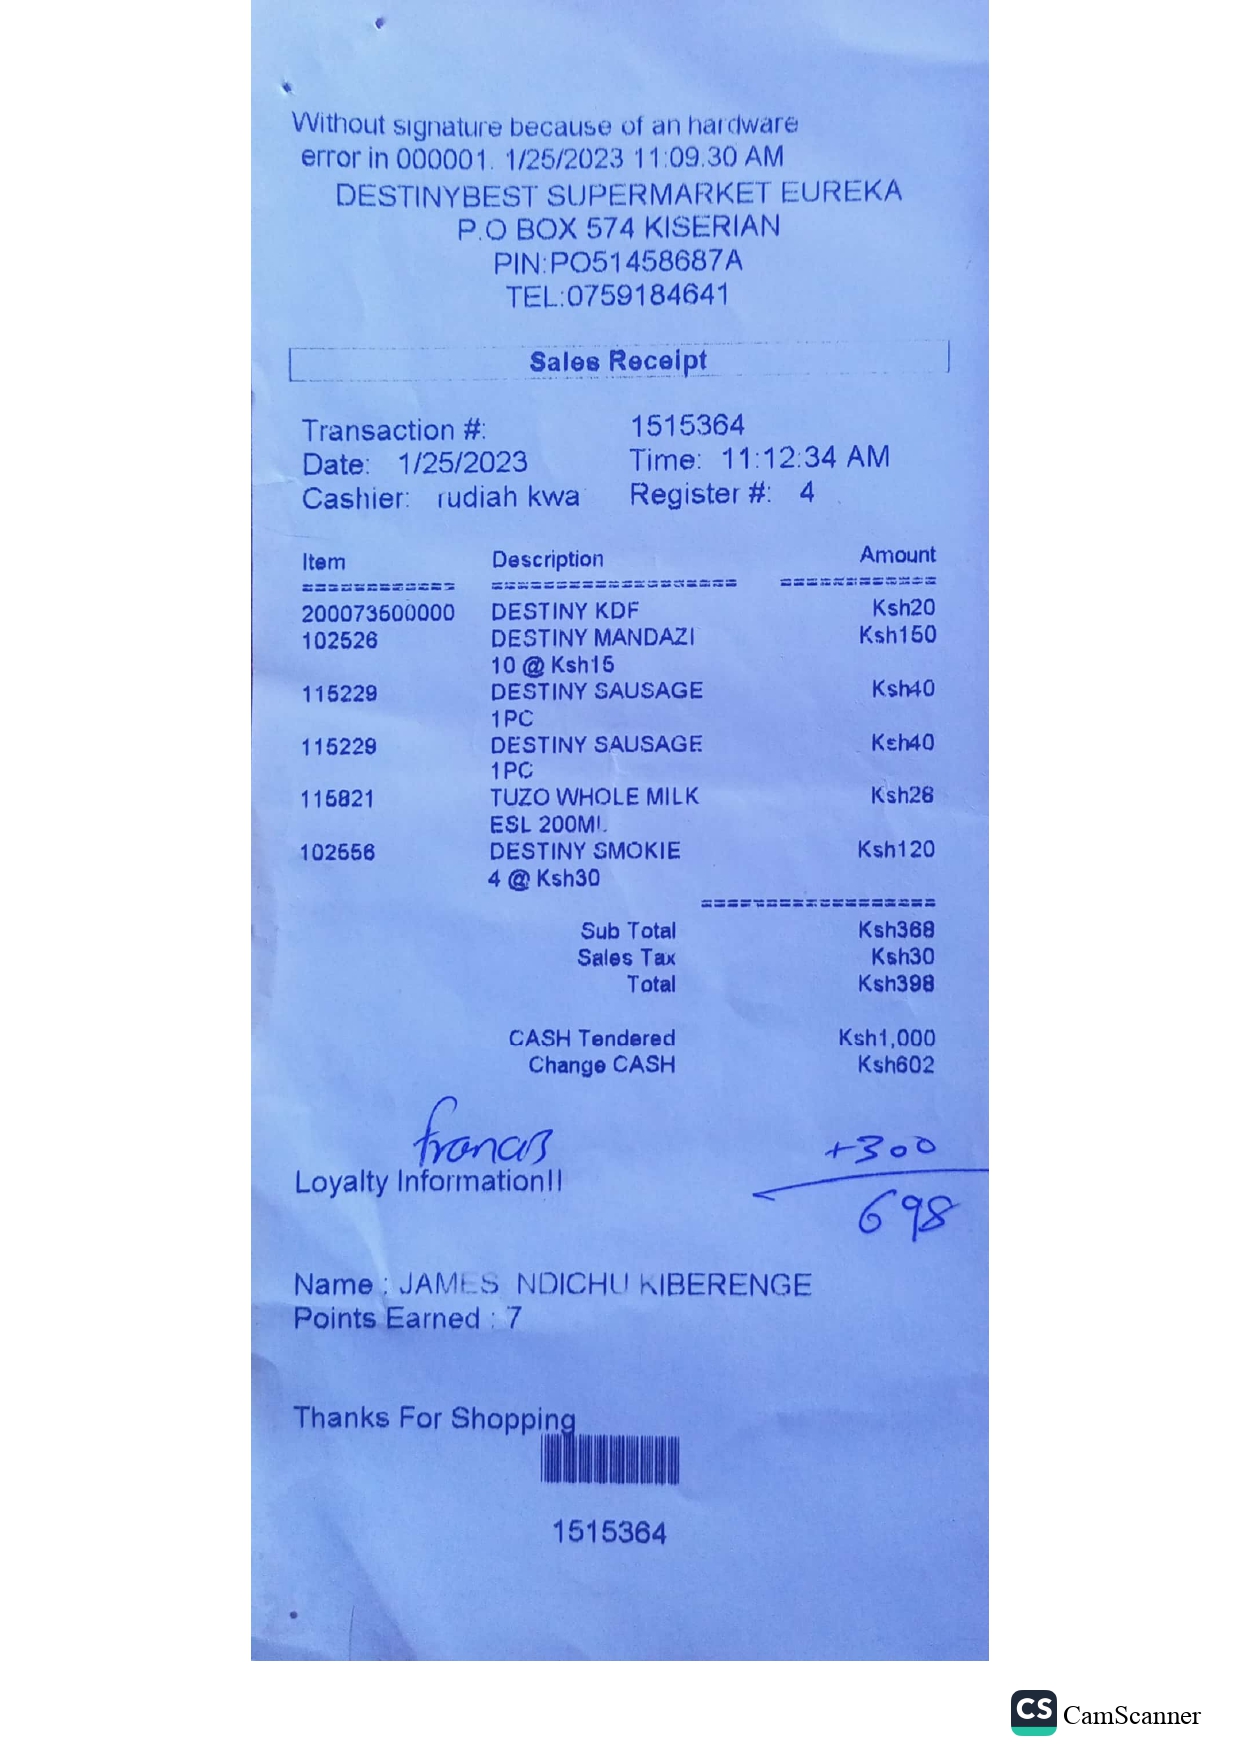 Without signature because of an hardware
error in 000001. 1/25/2023 11:09.30 AM
DESTINYBEST SUPERMARKET EUREKA
P.O BOX 574 KISERIAN
PIN:PO51458687A
TEL:0759184641
Sales Receipt
Transaction #: 1515364
Date: 1/25/2023 Time: 11:12:34 AM
Cashier: rudiah kwa Register #: 4
Item Description Amount
============ =================== ============
200073600000 DESTINY KDF Ksh20
102526 DESTINY MANDAZI Ksh150
10 @ Ksh15
115229 DESTINY SAUSAGE Ksh40
1PC
115229 DESTINY SAUSAGE Ksh40
1PC
115821 TUZO WHOLE MILK Ksh28
ESL 200ML
102556 DESTINY SMOKIE Ksh120
4 @ Ksh30
==================
Sub Total Ksh368
Sales Tax Ksh30
Total Ksh398
CASH Tendered Ksh1,000
Change CASH Ksh602
francis +300
Loyalty Information!!
698
Name : JAMES NDICHU KIBERENGE
Points Earned : 7
Thanks For Shopping
1515364
CS CamScanner